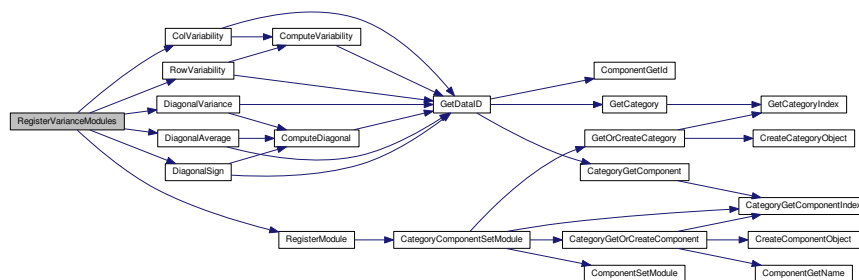 RegisterVarianceModules
ColVariability
RowVariability
DiagonalVariance
DiagonalAverage
DiagonalSign
RegisterModule
ComputeVariability
ComputeDiagonal
CategoryComponentSetModule
GetDataID
ComponentGetId
GetCategory
GetOrCreateCategory
CategoryGetComponent
CategoryGetOrCreateComponent
ComponentSetModule
GetCategoryIndex
CreateCategoryObject
CategoryGetComponentIndex
CreateComponentObject
ComponentGetName